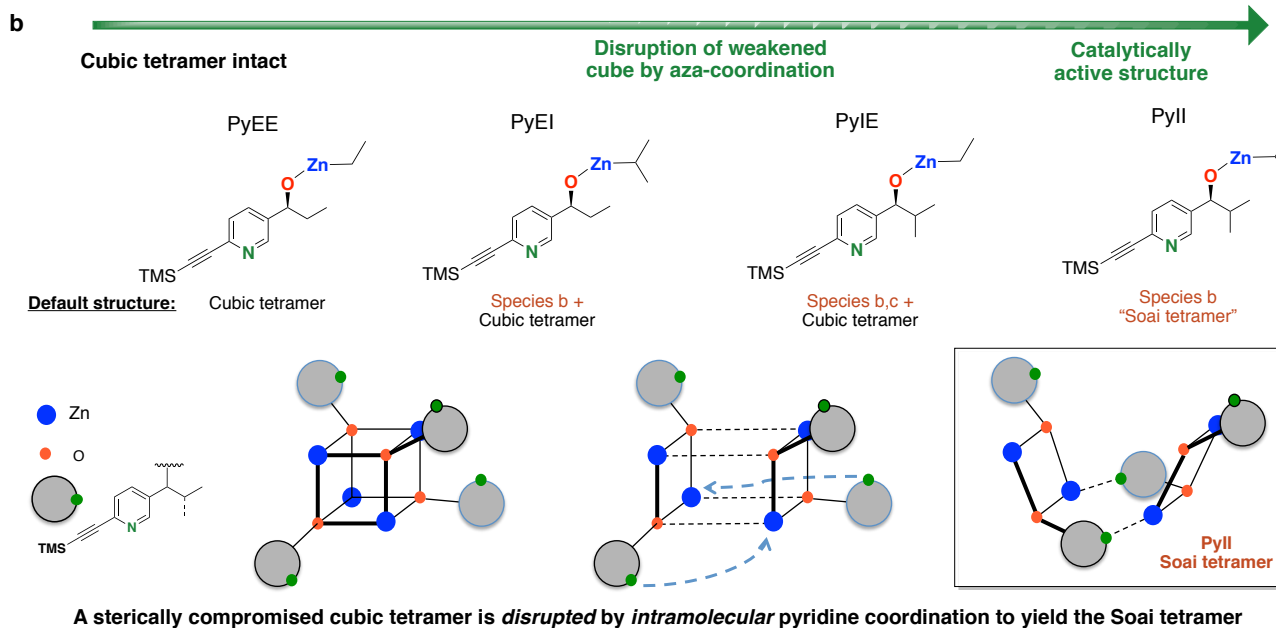 b
Cubic tetramer intact
Disruption of weakened
cube by aza-coordination
Catalytically
active structure
PyEE
PyEI
PyIE
PyII
Zn
O
N
TMS
Zn
O
N
TMS
Zn
O
N
TMS
Zn
O
N
TMS
Default structure:
Cubic tetramer
Species b +
Cubic tetramer
Species b,c +
Cubic tetramer
Species b
“Soai tetramer”
Zn
O
N
TMS
PyII
Soai tetramer
A sterically compromised cubic tetramer is disrupted by intramolecular pyridine coordination to yield the Soai tetramer